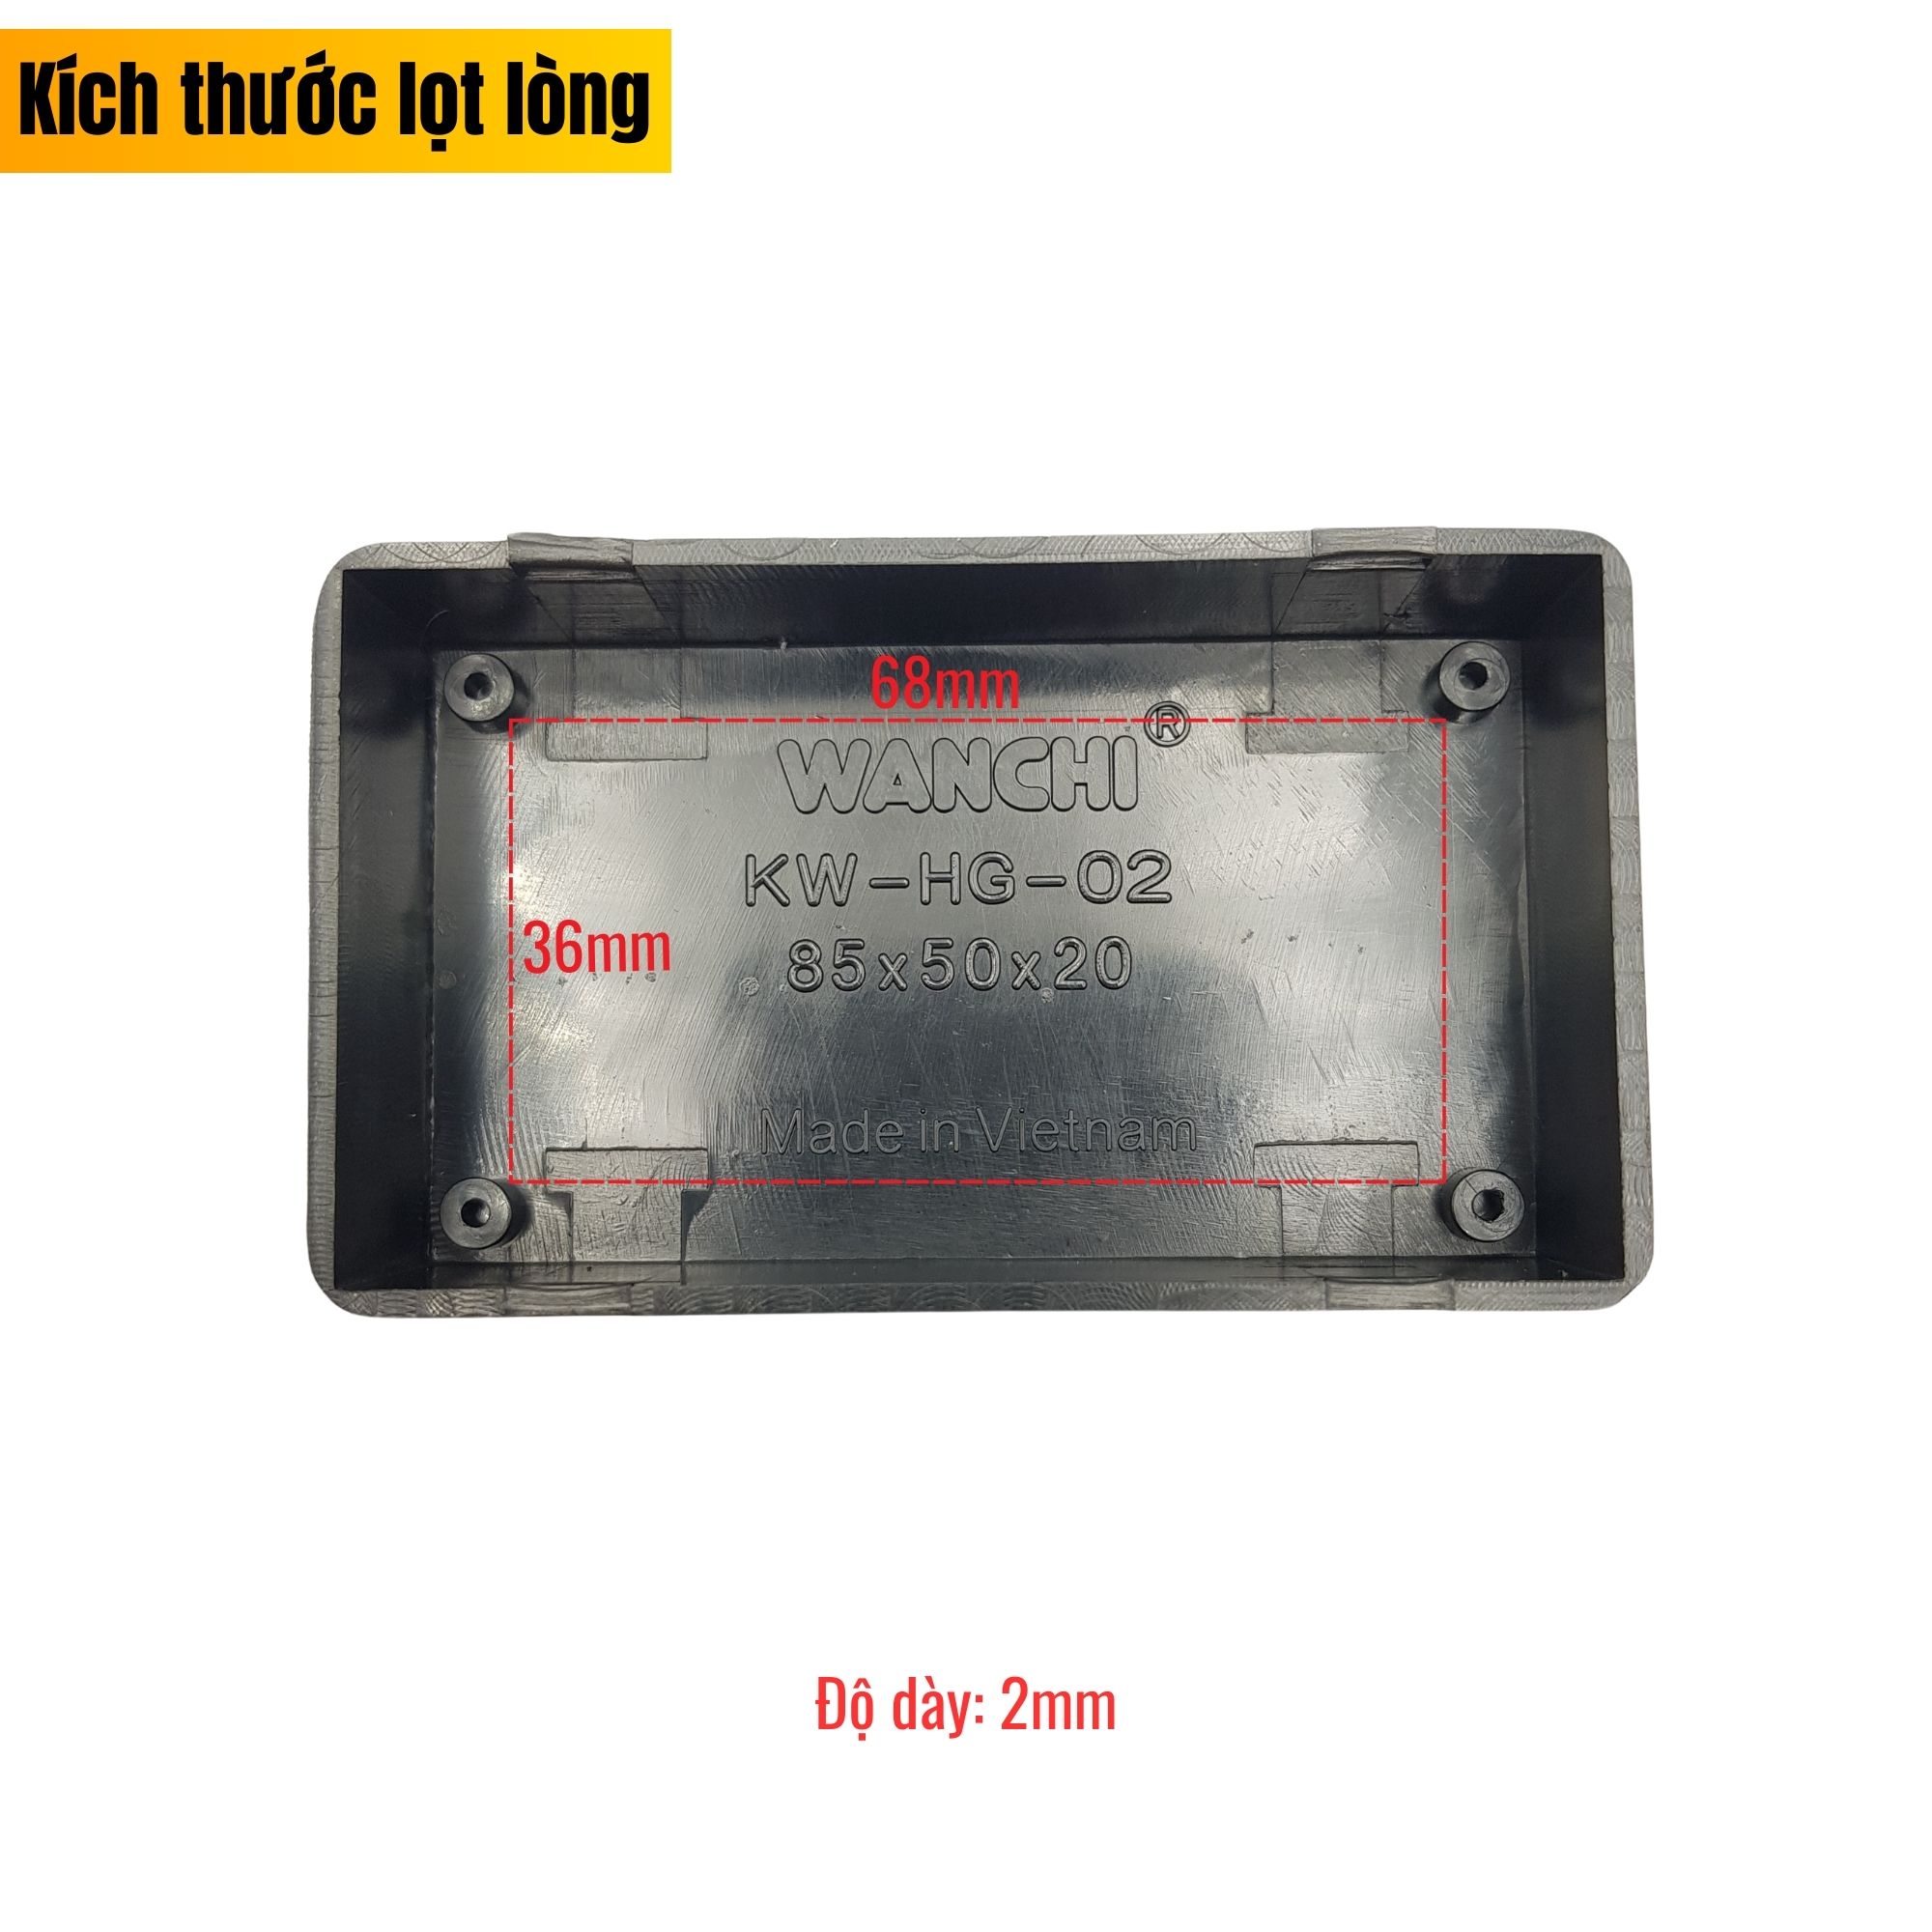 Kích thước lọt lòng
68mm
WANCHI®
KW-HG-02
36mm
85x50x20
Made in Vietnam
Độ dày: 2mm